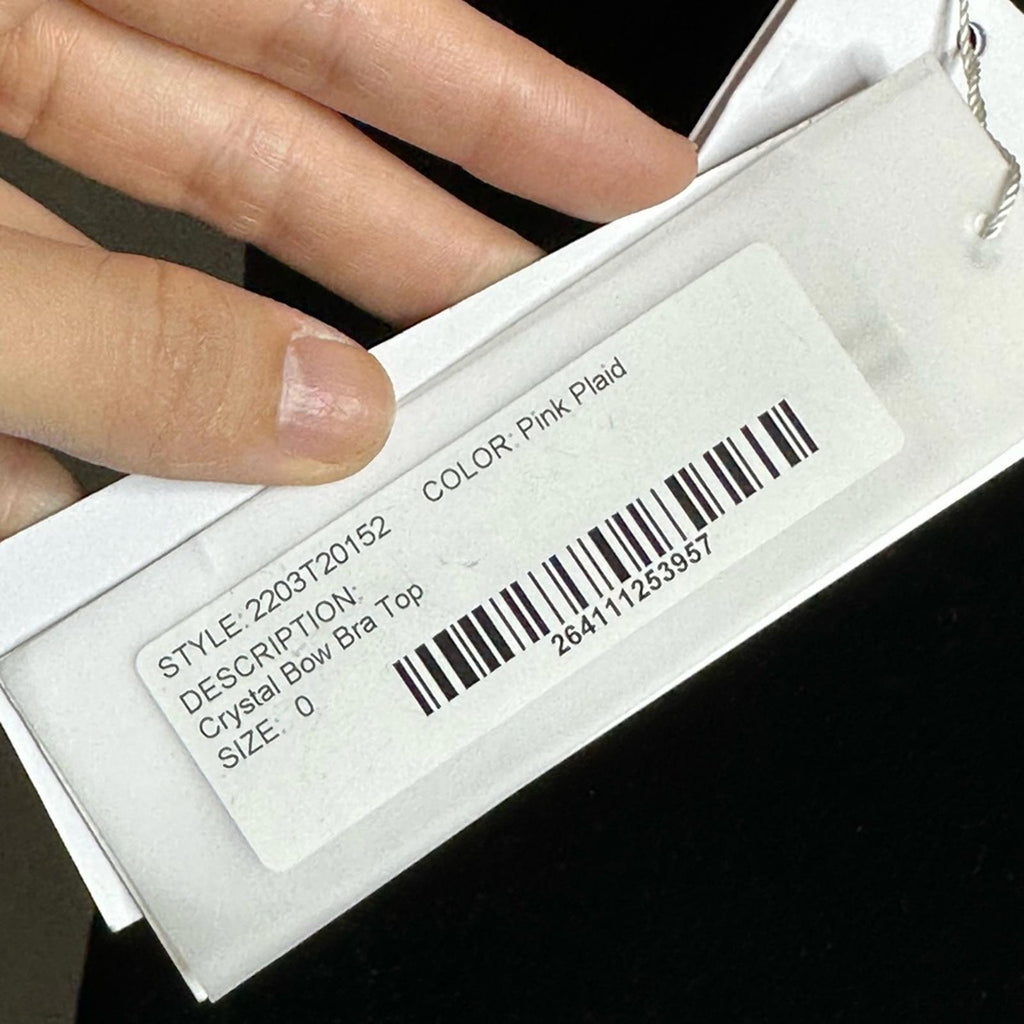 STYLE: 2203T20152 COLOR: Pink Plaid
DESCRIPTION:
Crystal Bow Bra Top
SIZE: 0
264111253957